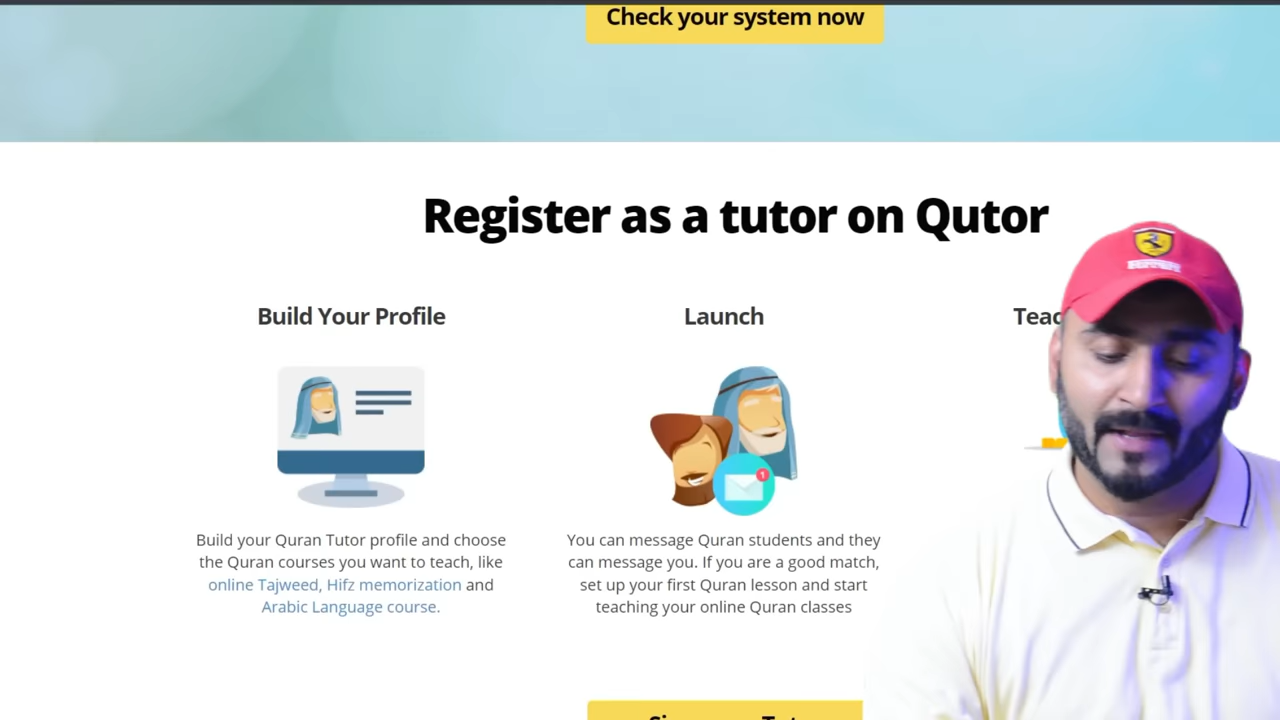 Check your system now
Register as a tutor on Qutor
Build Your Profile
Launch
Build your Quran Tutor profile and choose
the Quran courses you want to teach, like
online Tajweed, Hifz memorization and
Arabic Language course.
You can message Quran students and they
can message you. If you are a good match,
set up your first Quran lesson and start
teaching your online Quran classes